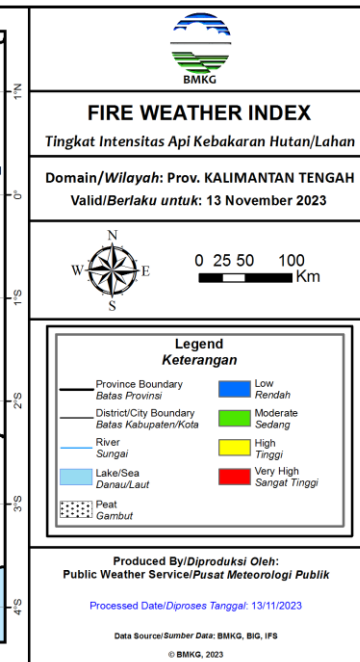 BMKG
FIRE WEATHER INDEX
Tingkat Intensitas Api Kebakaran Hutan/Lahan
Domain/Wilayah: Prov. KALIMANTAN TENGAH
Valid/Berlaku untuk: 13 November 2023
N
W E
S
0 25 50 100
Km
Legend
Keterangan
Province Boundary
Batas Provinsi
District/City Boundary
Batas Kabupaten/Kota
River
Sungai
Lake/Sea
Danau/Laut
Peat
Gambut
Low
Rendah
Moderate
Sedang
High
Tinggi
Very High
Sangat Tinggi
Produced By/Diproduksi Oleh:
Public Weather Service/Pusat Meteorologi Publik
Processed Date/Diproses Tanggal: 13/11/2023
Data Source/Sumber Data: BMKG, BIG, IFS
© BMKG, 2023
1°N
0°
1°S
2°S
3°S
4°S